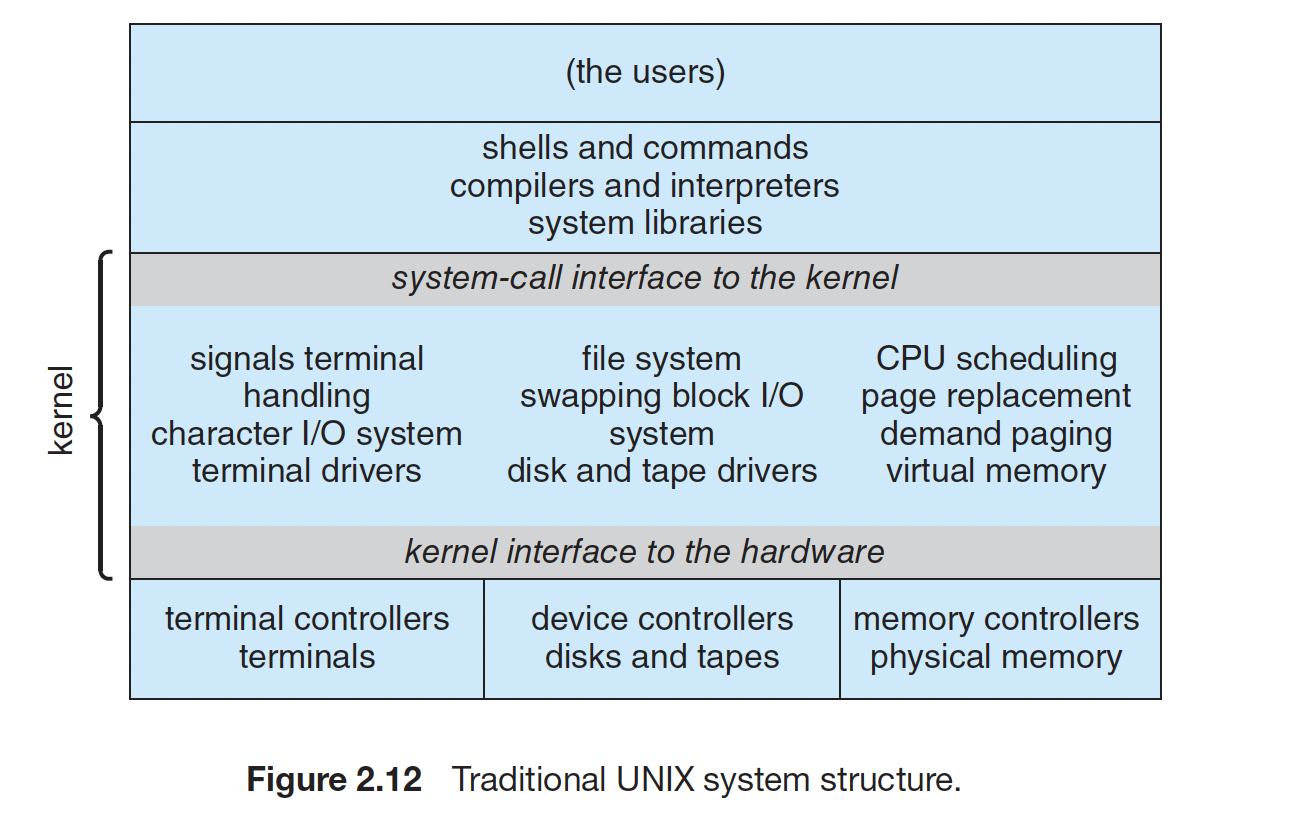 (the users)
shells and commands
compilers and interpreters
system libraries
kernel
system-call interface to the kernel
signals terminal
handling
character I/O system
terminal drivers
file system
swapping block I/O
system
disk and tape drivers
CPU scheduling
page replacement
demand paging
virtual memory
kernel interface to the hardware
terminal controllers
terminals
device controllers
disks and tapes
memory controllers
physical memory
Figure 2.12 Traditional UNIX system structure.